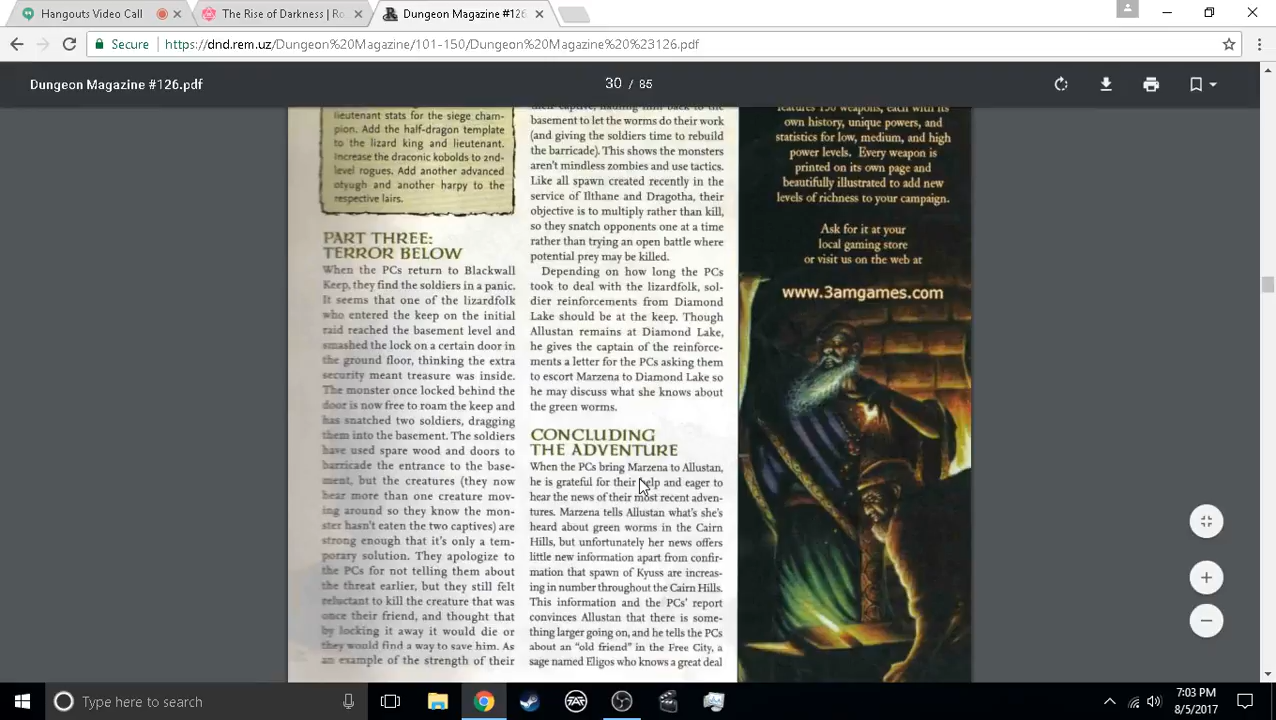 Hangouts Video Call
The Rise of Darkness | Ro
Dungeon Magazine #126
Secure
https://dnd.rem.uz/Dungeon%20Magazine/101-150/Dungeon%20Magazine%20%23126.pdf
Dungeon Magazine #126.pdf
30 / 85
lieutenant stats for the siege cham-
pion. Add the half-dragon template
to the lizard king and lieutenant.
Increase the draconic kobolds to 2nd-
level rogues. Add another advanced
otyugh and another harpy to the
respective lairs.
PART THREE:
TERROR BELOW
When the PCs return to Blackwall
Keep, they find the soldiers in a panic.
It seems that one of the lizardfolk
who entered the keep on the initial
raid reached the basement level and
smashed the lock on a certain door in
the ground floor, thinking the extra
security meant treasure was inside.
The monster once locked behind the
door is now free to roam the keep and
has snatched two soldiers, dragging
them into the basement. The soldiers
have used spare wood and doors to
barricade the entrance to the base-
ment, but the creatures (they now
hear more than one creature mov-
ing around so they know the mon-
ster hasn't eaten the two captives) are
strong enough that it's only a tem-
porary solution. They apologize to
the PCs for not telling them about
the threat earlier, but they still felt
reluctant to kill the creature that was
once their friend, and thought that
by locking it away it would die or
they would find a way to save him. As
an example of the strength of their
their captive, hauling him back to the
basement to let the worms do their work
(and giving the soldiers time to rebuild
the barricade). This shows the monsters
aren't mindless zombies and use tactics.
Like all spawn created recently in the
service of Ilthane and Dragotha, their
objective is to multiply rather than kill,
so they snatch opponents one at a time
rather than trying an open battle where
potential prey may be killed.
Depending on how long the PCs
took to deal with the lizardfolk, sol-
dier reinforcements from Diamond
Lake should be at the keep. Though
Allustan remains at Diamond Lake,
he gives the captain of the reinforce-
ments a letter for the PCs asking them
to escort Marzena to Diamond Lake so
he may discuss what she knows about
the green worms.
CONCLUDING
THE ADVENTURE
When the PCs bring Marzena to Allustan,
he is grateful for their help and eager to
hear the news of their most recent adven-
tures. Marzena tells Allustan what's she's
heard about green worms in the Cairn
Hills, but unfortunately her news offers
little new information apart from confir-
mation that spawn of Kyuss are increas-
ing in number throughout the Cairn Hills.
This information and the PCs' report
convinces Allustan that there is some-
thing larger going on, and he tells the PCs
about an "old friend" in the Free City, a
sage named Eligos who knows a great deal
features 150 weapons, each with its
own history, unique powers, and
statistics for low, medium, and high
power levels. Every weapon is
printed on its own page and
beautifully illustrated to add new
levels of richness to your campaign.
Ask for it at your
local gaming store
or visit us on the web at
www.3amgames.com
Type here to search
7:03 PM
8/5/2017